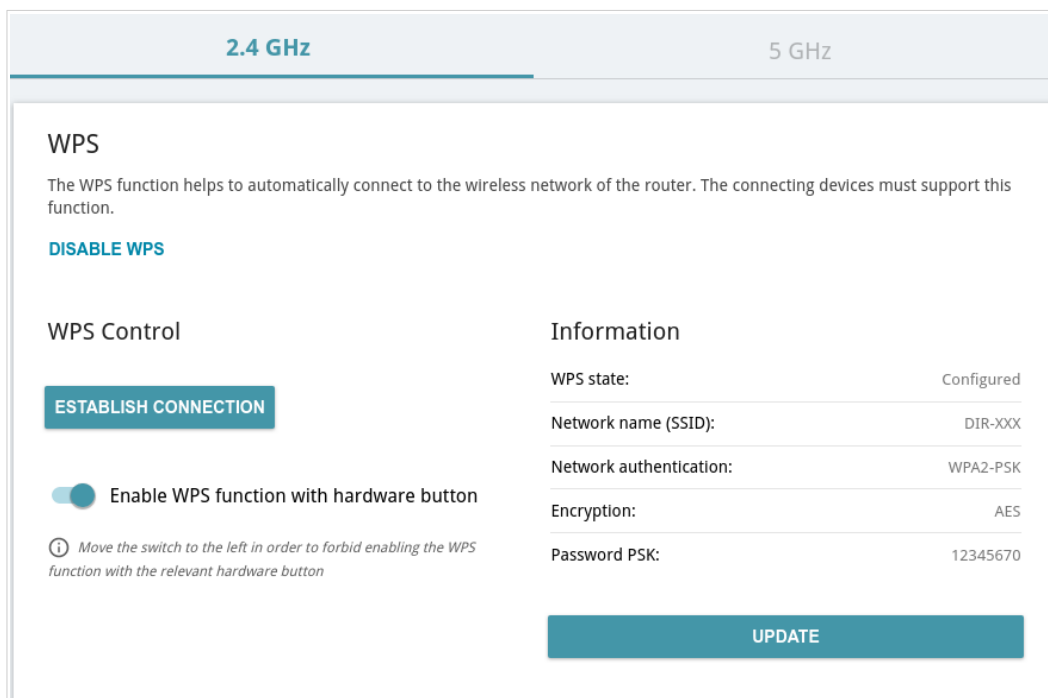 2.4 GHz
5 GHz
WPS
The WPS function helps to automatically connect to the wireless network of the router. The connecting devices must support this
function.
DISABLE WPS
WPS Control
ESTABLISH CONNECTION
Enable WPS function with hardware button
Move the switch to the left in order to forbid enabling the WPS
function with the relevant hardware button
Information
WPS state: Configured
Network name (SSID): DIR-XXX
Network authentication: WPA2-PSK
Encryption: AES
Password PSK: 12345670
UPDATE